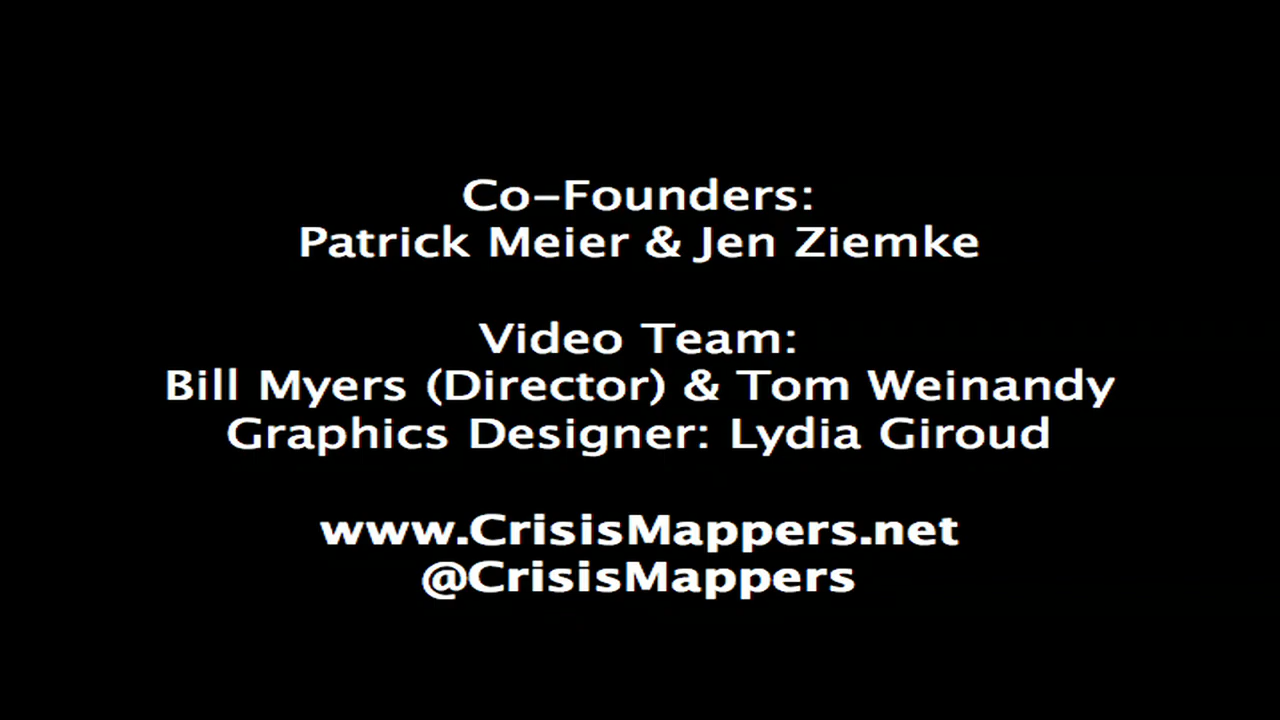 Co-Founders:
Patrick Meier & Jen Ziemke
Video Team:
Bill Myers (Director) & Tom Weinandy
Graphics Designer: Lydia Giroud
www.CrisisMappers.net
@CrisisMappers